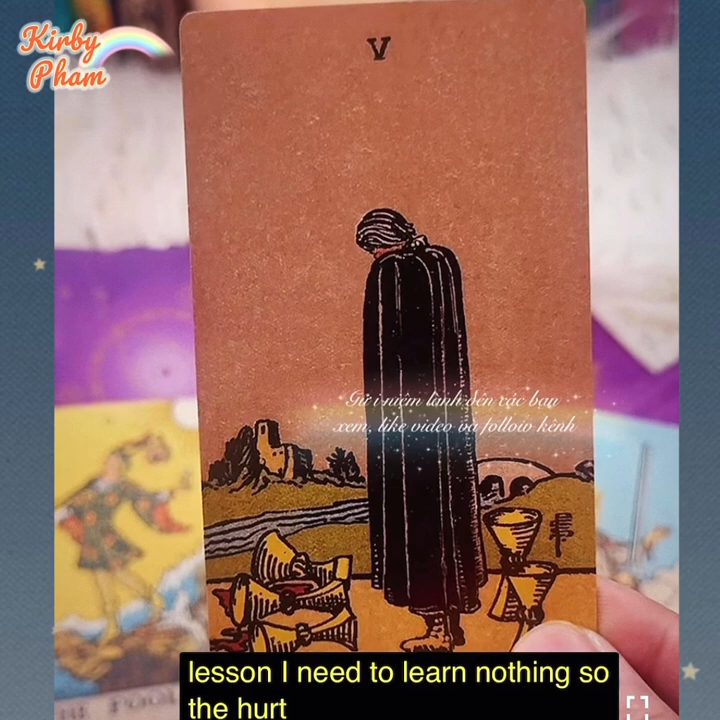 Kirby
Pham
V
Gửi niệm lành đến các bạn
xem, like video và follow kênh
lesson I need to learn nothing so
the hurt